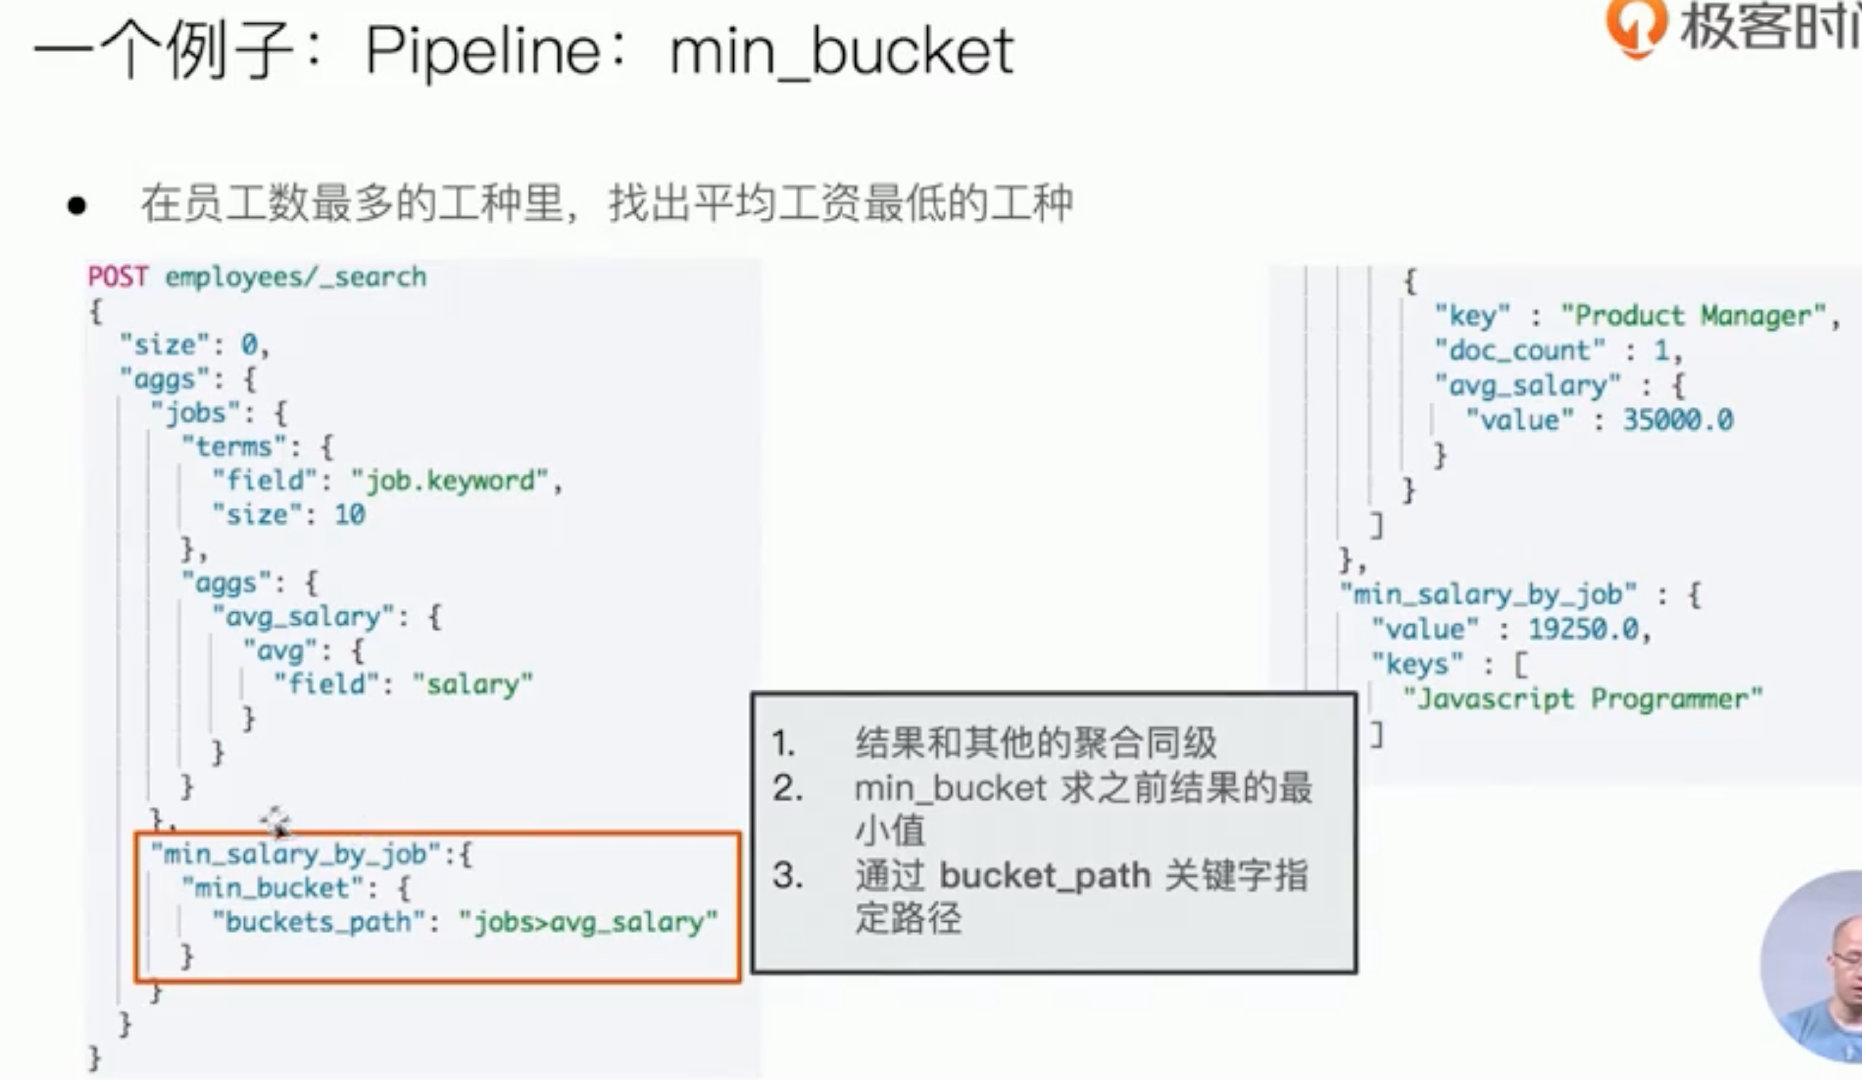 一个例子：Pipeline：min_bucket
极客时
● 在员工数最多的工种里，找出平均工资最低的工种
POST employees/_search
{
"size": 0,
"aggs": {
"jobs": {
"terms": {
"field": "job.keyword",
"size": 10
},
"aggs": {
"avg_salary": {
"avg": {
"field": "salary"
}
}
}
},
"min_salary_by_job":{
"min_bucket": {
"buckets_path": "jobs>avg_salary"
}
}
}
}
1. 结果和其他的聚合同级
2. min_bucket 求之前结果的最
小值
3. 通过 bucket_path 关键字指
定路径
{
"key" : "Product Manager",
"doc_count" : 1,
"avg_salary" : {
"value" : 35000.0
}
}
]
},
"min_salary_by_job" : {
"value" : 19250.0,
"keys" : [
"Javascript Programmer"
]